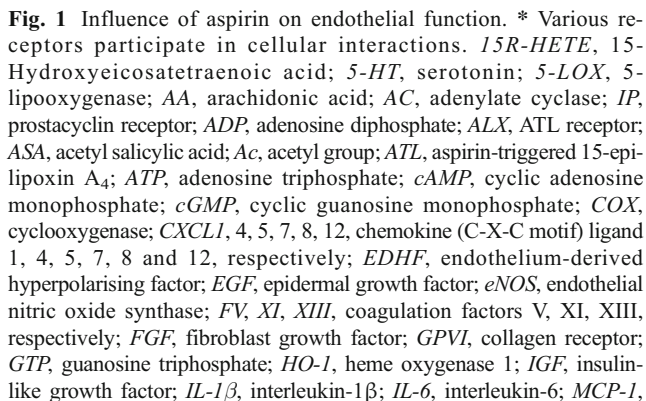 Fig. 1 Influence of aspirin on endothelial function. * Various re-
ceptors participate in cellular interactions. 15R-HETE, 15-
Hydroxyeicosatetraenoic acid; 5-HT, serotonin; 5-LOX, 5-
lipooxygenase; AA, arachidonic acid; AC, adenylate cyclase; IP,
prostacyclin receptor; ADP, adenosine diphosphate; ALX, ATL receptor;
ASA, acetyl salicylic acid; Ac, acetyl group; ATL, aspirin-triggered 15-epi-
lipoxin A₄; ATP, adenosine triphosphate; cAMP, cyclic adenosine
monophosphate; cGMP, cyclic guanosine monophosphate; COX,
cyclooxygenase; CXCL1, 4, 5, 7, 8, 12, chemokine (C-X-C motif) ligand
1, 4, 5, 7, 8 and 12, respectively; EDHF, endothelium-derived
hyperpolarising factor; EGF, epidermal growth factor; eNOS, endothelial
nitric oxide synthase; FV, XI, XIII, coagulation factors V, XI, XIII,
respectively; FGF, fibroblast growth factor; GPVI, collagen receptor;
GTP, guanosine triphosphate; HO-1, heme oxygenase 1; IGF, insulin-
like growth factor; IL-1β, interleukin-1β; IL-6, interleukin-6; MCP-1,